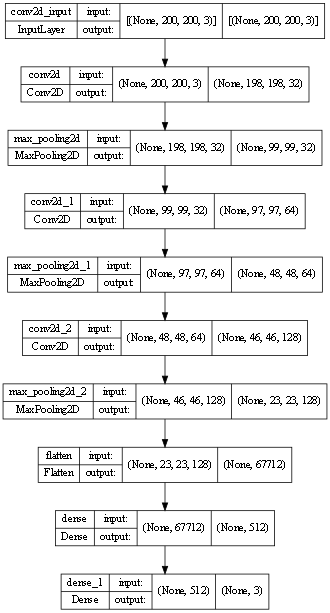 conv2d_input input: [(None, 200, 200, 3)] [(None, 200, 200, 3)]
InputLayer output:
conv2d input: (None, 200, 200, 3) (None, 198, 198, 32)
Conv2D output:
max_pooling2d input: (None, 198, 198, 32) (None, 99, 99, 32)
MaxPooling2D output:
conv2d_1 input: (None, 99, 99, 32) (None, 97, 97, 64)
Conv2D output:
max_pooling2d_1 input: (None, 97, 97, 64) (None, 48, 48, 64)
MaxPooling2D output:
conv2d_2 input: (None, 48, 48, 64) (None, 46, 46, 128)
Conv2D output:
max_pooling2d_2 input: (None, 46, 46, 128) (None, 23, 23, 128)
MaxPooling2D output:
flatten input: (None, 23, 23, 128) (None, 67712)
Flatten output:
dense input: (None, 67712) (None, 512)
Dense output:
dense_1 input: (None, 512) (None, 3)
Dense output: